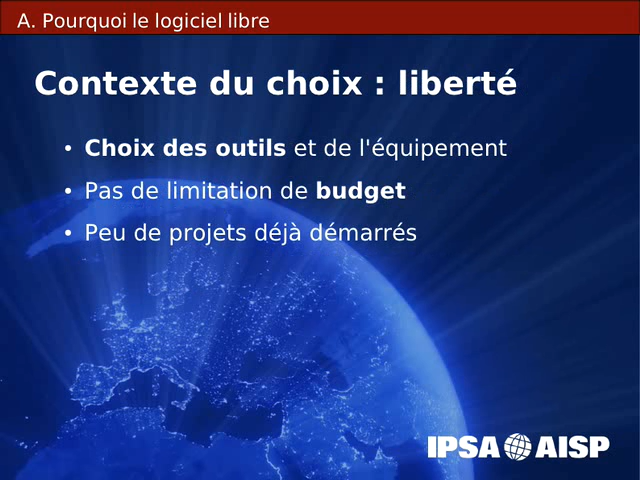 A. Pourquoi le logiciel libre
Contexte du choix : liberté
• Choix des outils et de l'équipement
• Pas de limitation de budget
• Peu de projets déjà démarrés
IPSA AISP